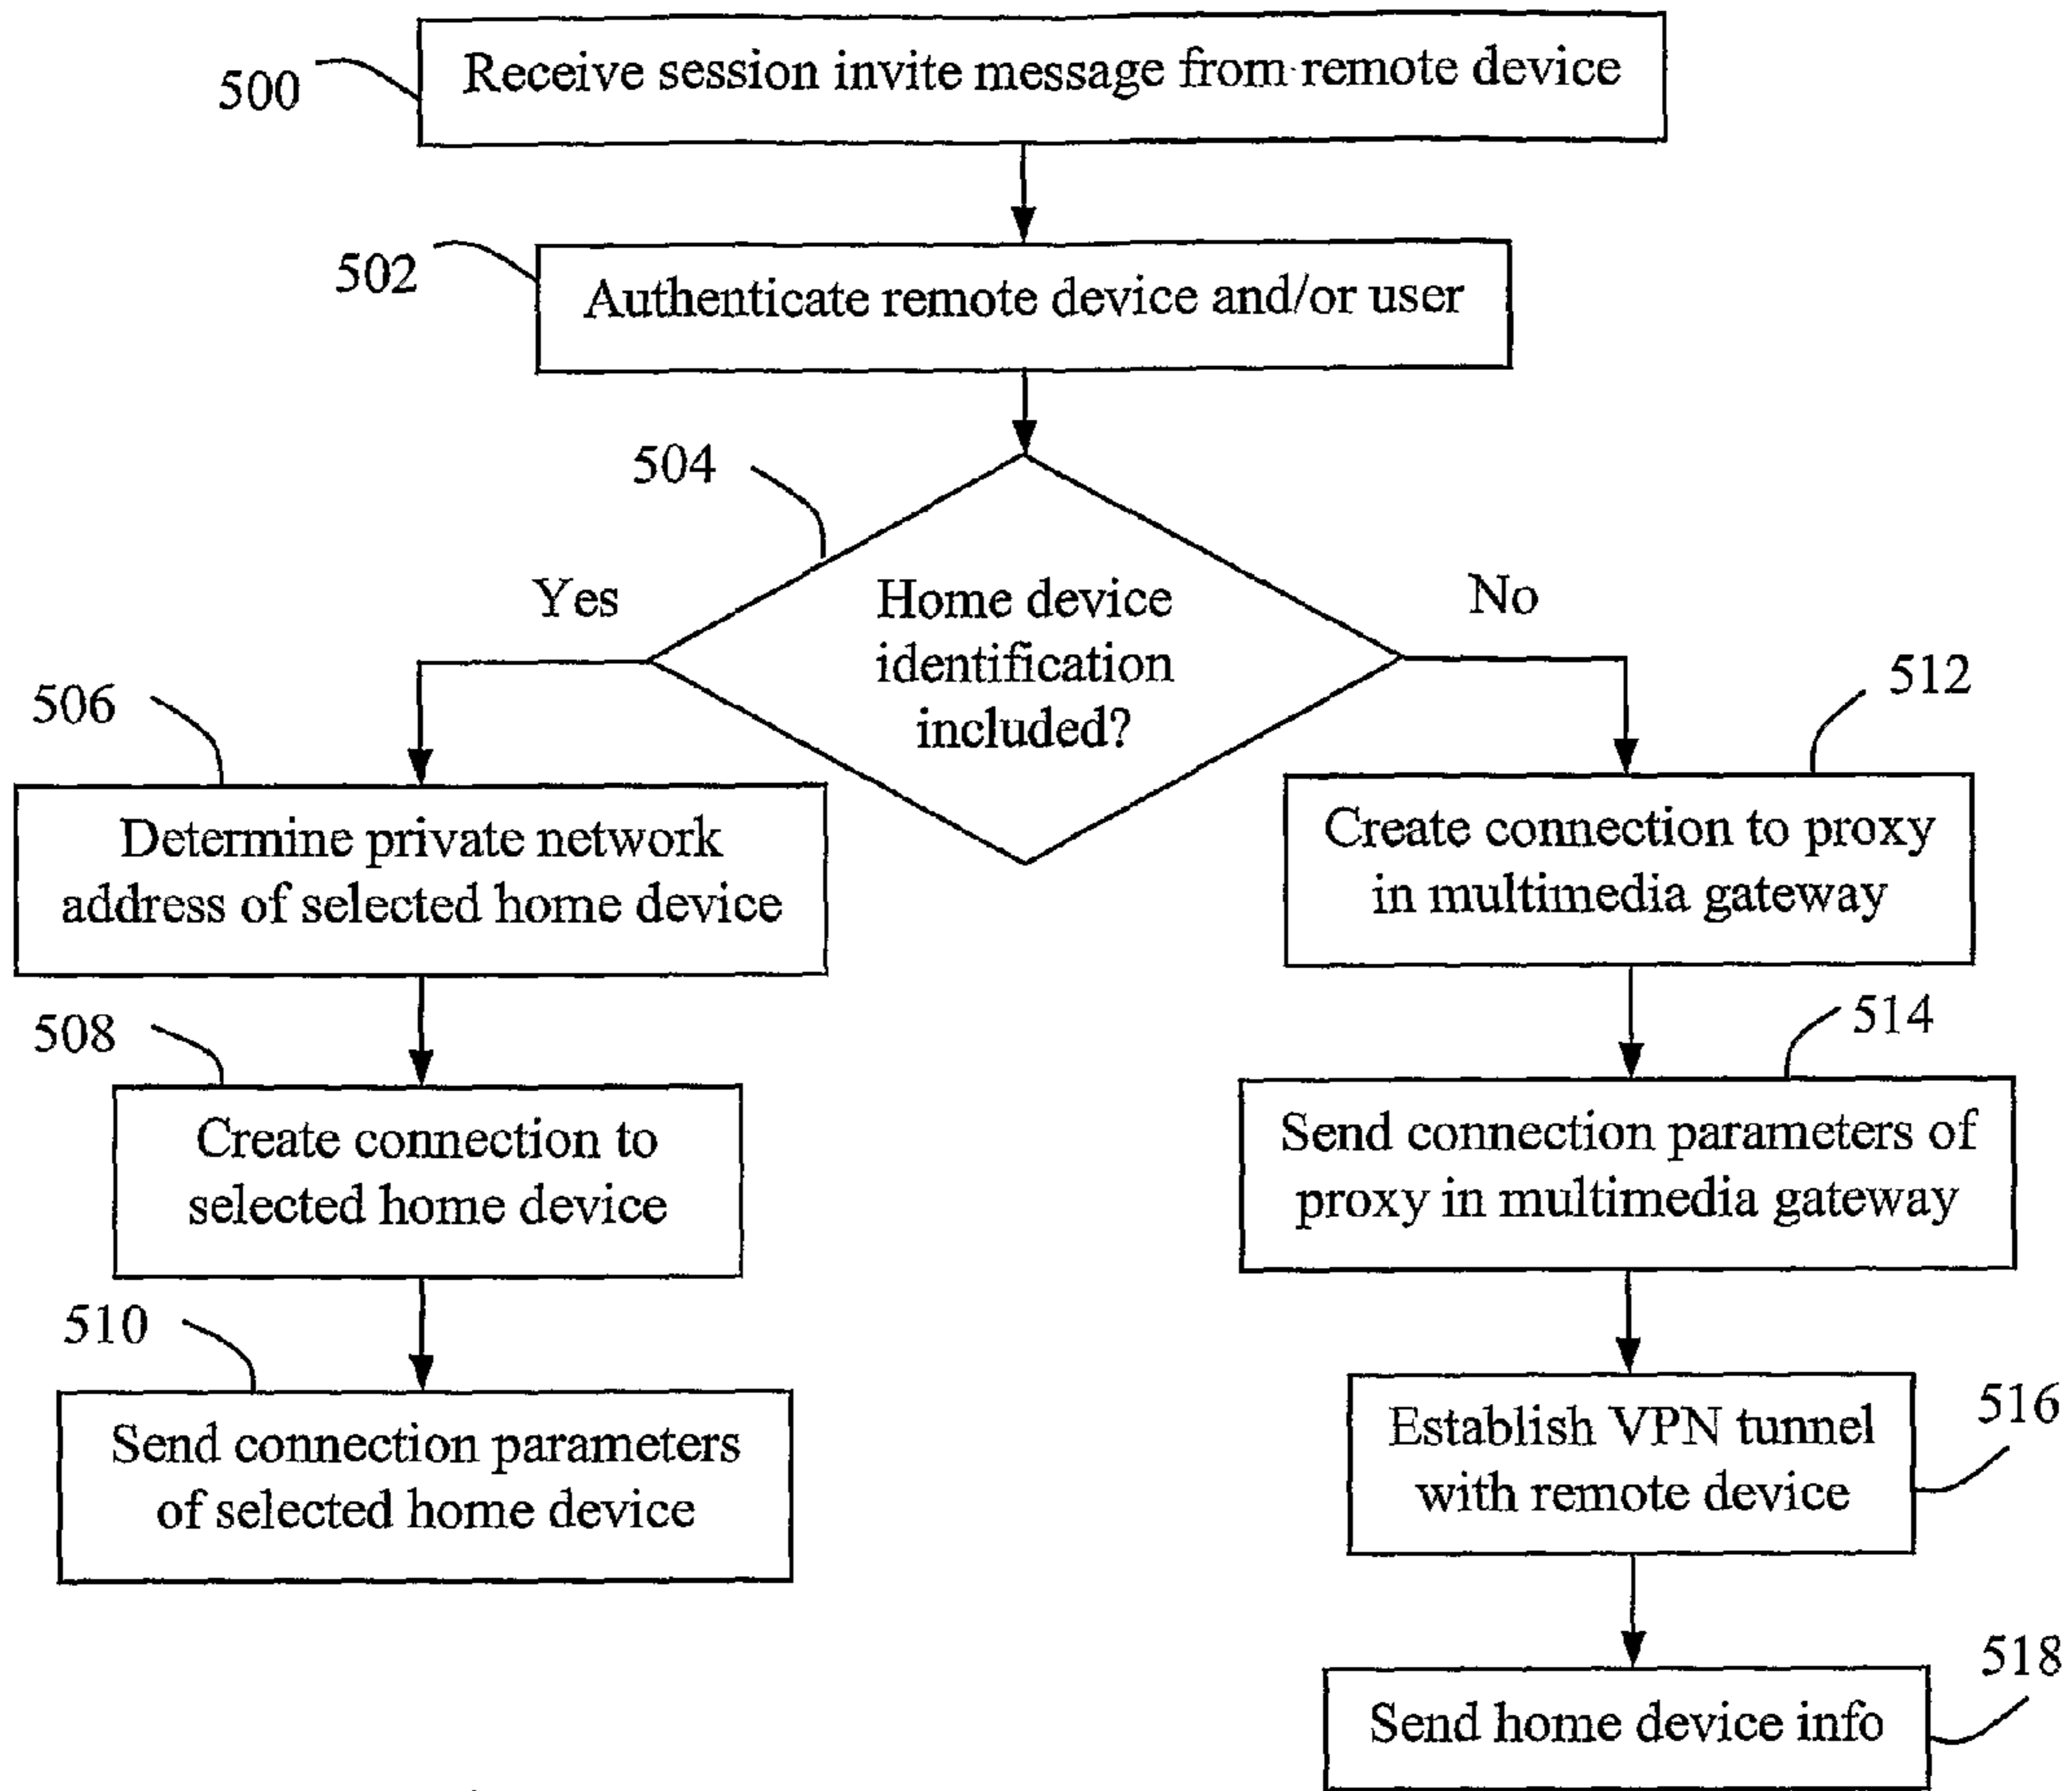 500
Receive session invite message from remote device
502
Authenticate remote device and/or user
504
Yes
Home device
identification
included?
No
506
Determine private network
address of selected home device
512
Create connection to proxy
in multimedia gateway
508
Create connection to
selected home device
514
Send connection parameters of
proxy in multimedia gateway
510
Send connection parameters
of selected home device
516
Establish VPN tunnel
with remote device
518
Send home device info